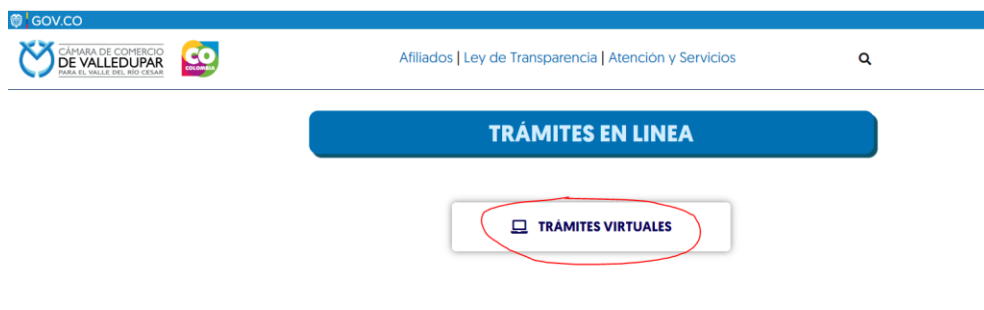 GOV.CO
CÁMARA DE COMERCIO
DE VALLEDUPAR
PARA EL VALLE DEL RÍO CESAR
CO
COLOMBIA
Afiliados | Ley de Transparencia | Atención y Servicios
TRÁMITES EN LINEA
TRÁMITES VIRTUALES